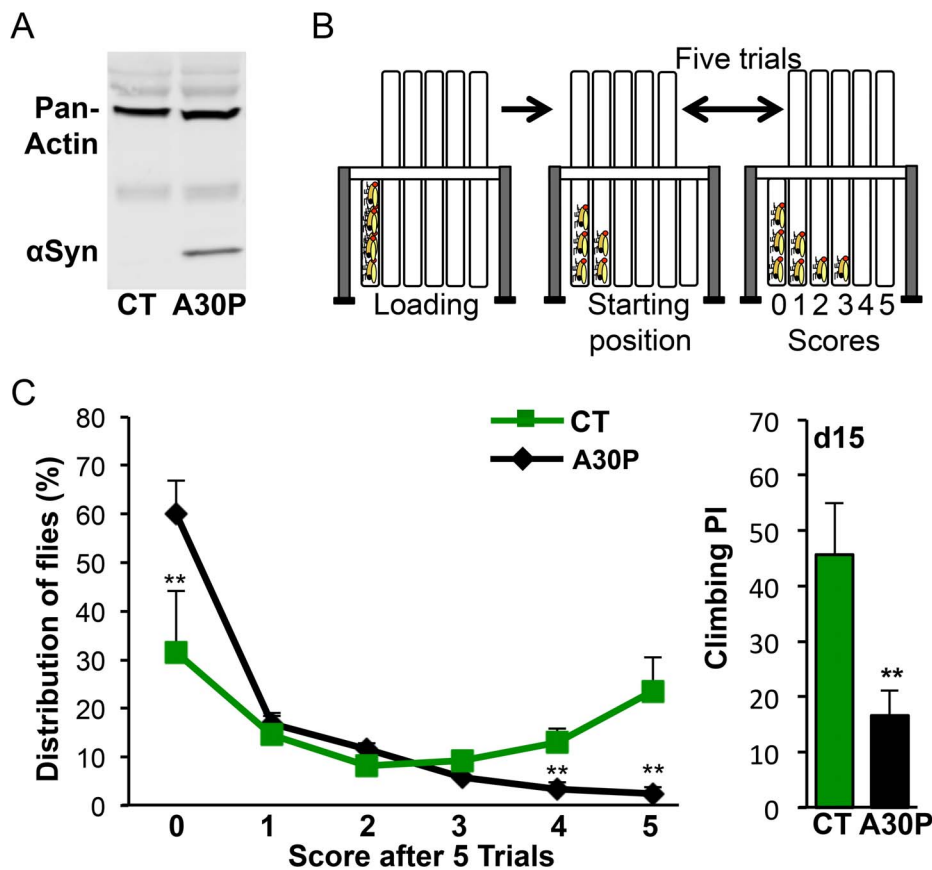 A
Pan-
Actin
αSyn
CT A30P
B
Five trials
Loading
Starting
position
0 1 2 3 4 5
Scores
C
Distribution of flies (%)
80
70
60
50
40
30
20
10
0
**
**
**
CT
A30P
0 1 2 3 4 5
Score after 5 Trials
Climbing PI
70
60
50
40
30
20
10
0
d15
**
CT A30P